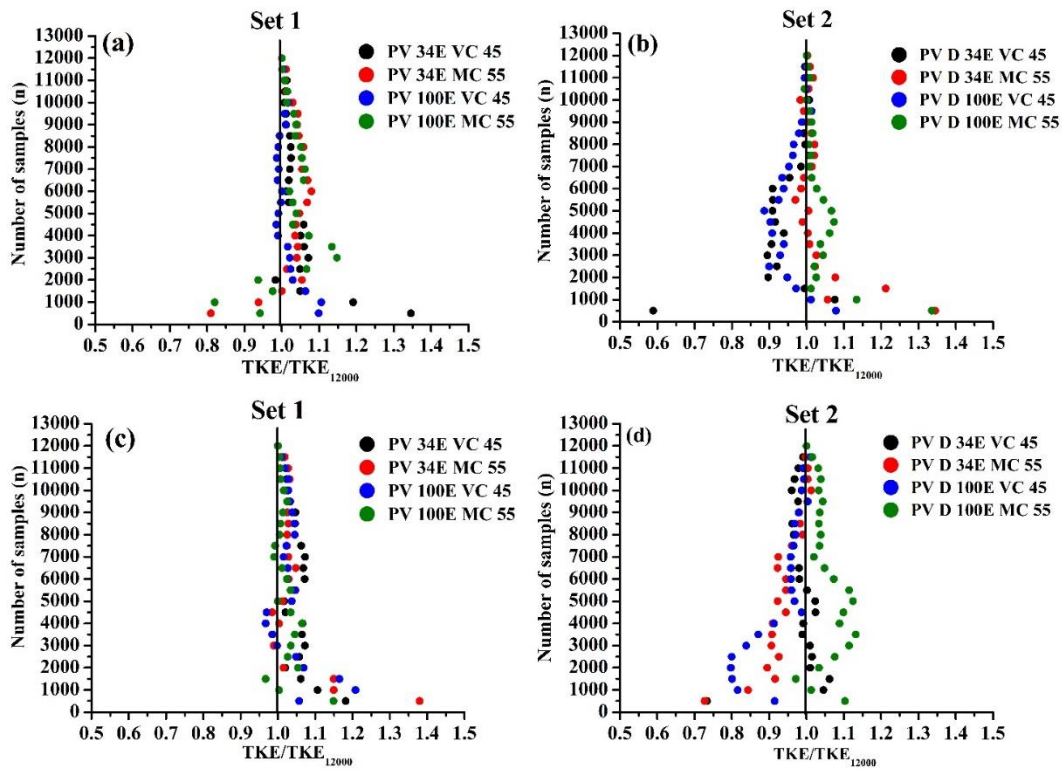 Set 1
(a)
PV 34E VC 45
PV 34E MC 55
PV 100E VC 45
PV 100E MC 55
Number of samples (n)
13000
12000
11000
10000
9000
8000
7000
6000
5000
4000
3000
2000
1000
0
0.5 0.6 0.7 0.8 0.9 1.0 1.1 1.2 1.3 1.4 1.5
TKE/TKE12000
Set 2
(b)
PV D 34E VC 45
PV D 34E MC 55
PV D 100E VC 45
PV D 100E MC 55
Number of samples (n)
13000
12000
11000
10000
9000
8000
7000
6000
5000
4000
3000
2000
1000
0
0.5 0.6 0.7 0.8 0.9 1.0 1.1 1.2 1.3 1.4 1.5
TKE/TKE12000
Set 1
(c)
PV 34E VC 45
PV 34E MC 55
PV 100E VC 45
PV 100E MC 55
Number of samples (n)
13000
12000
11000
10000
9000
8000
7000
6000
5000
4000
3000
2000
1000
0
0.5 0.6 0.7 0.8 0.9 1.0 1.1 1.2 1.3 1.4 1.5
TKE/TKE12000
Set 2
(d)
PV D 34E VC 45
PV D 34E MC 55
PV D 100E VC 45
PV D 100E MC 55
Number of samples (n)
13000
12000
11000
10000
9000
8000
7000
6000
5000
4000
3000
2000
1000
0
0.5 0.6 0.7 0.8 0.9 1.0 1.1 1.2 1.3 1.4 1.5
TKE/TKE12000